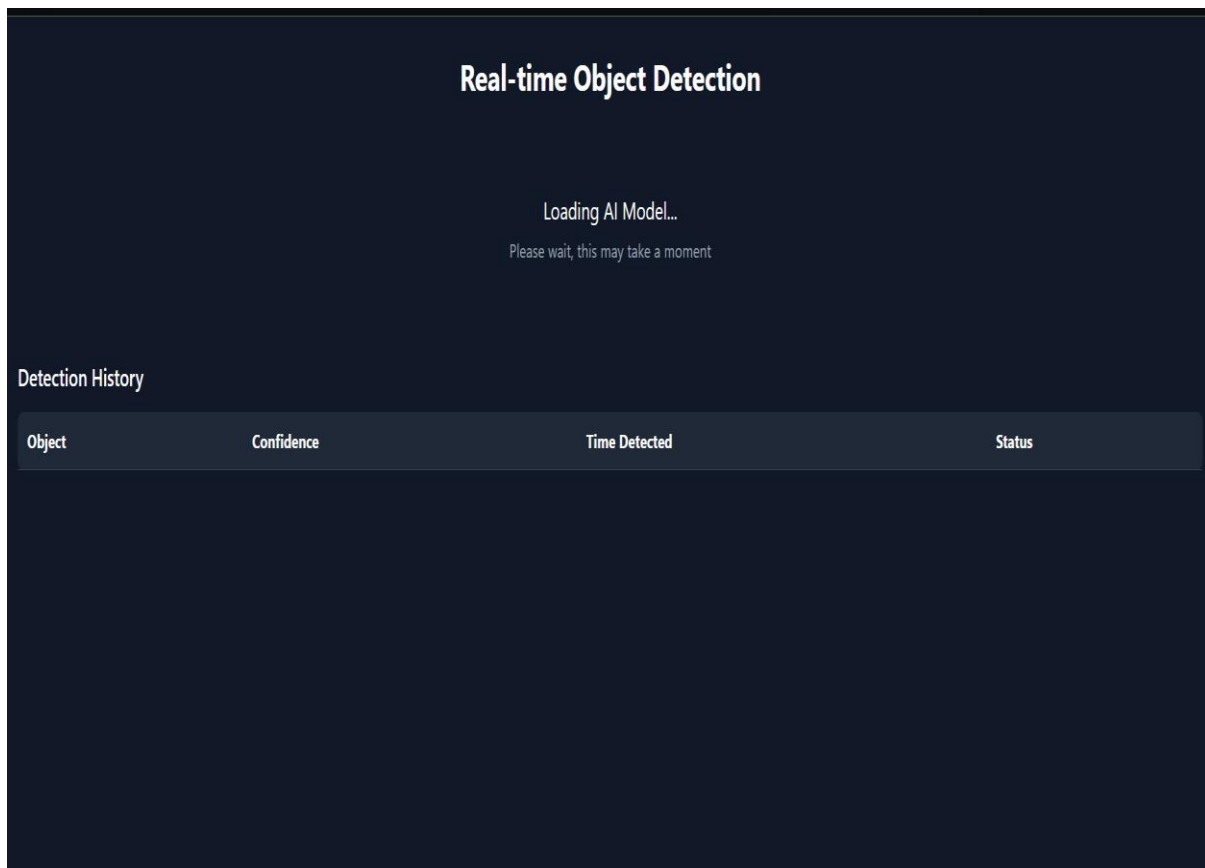 Real-time Object Detection
Loading AI Model...
Please wait, this may take a moment
Detection History
Object Confidence Time Detected Status